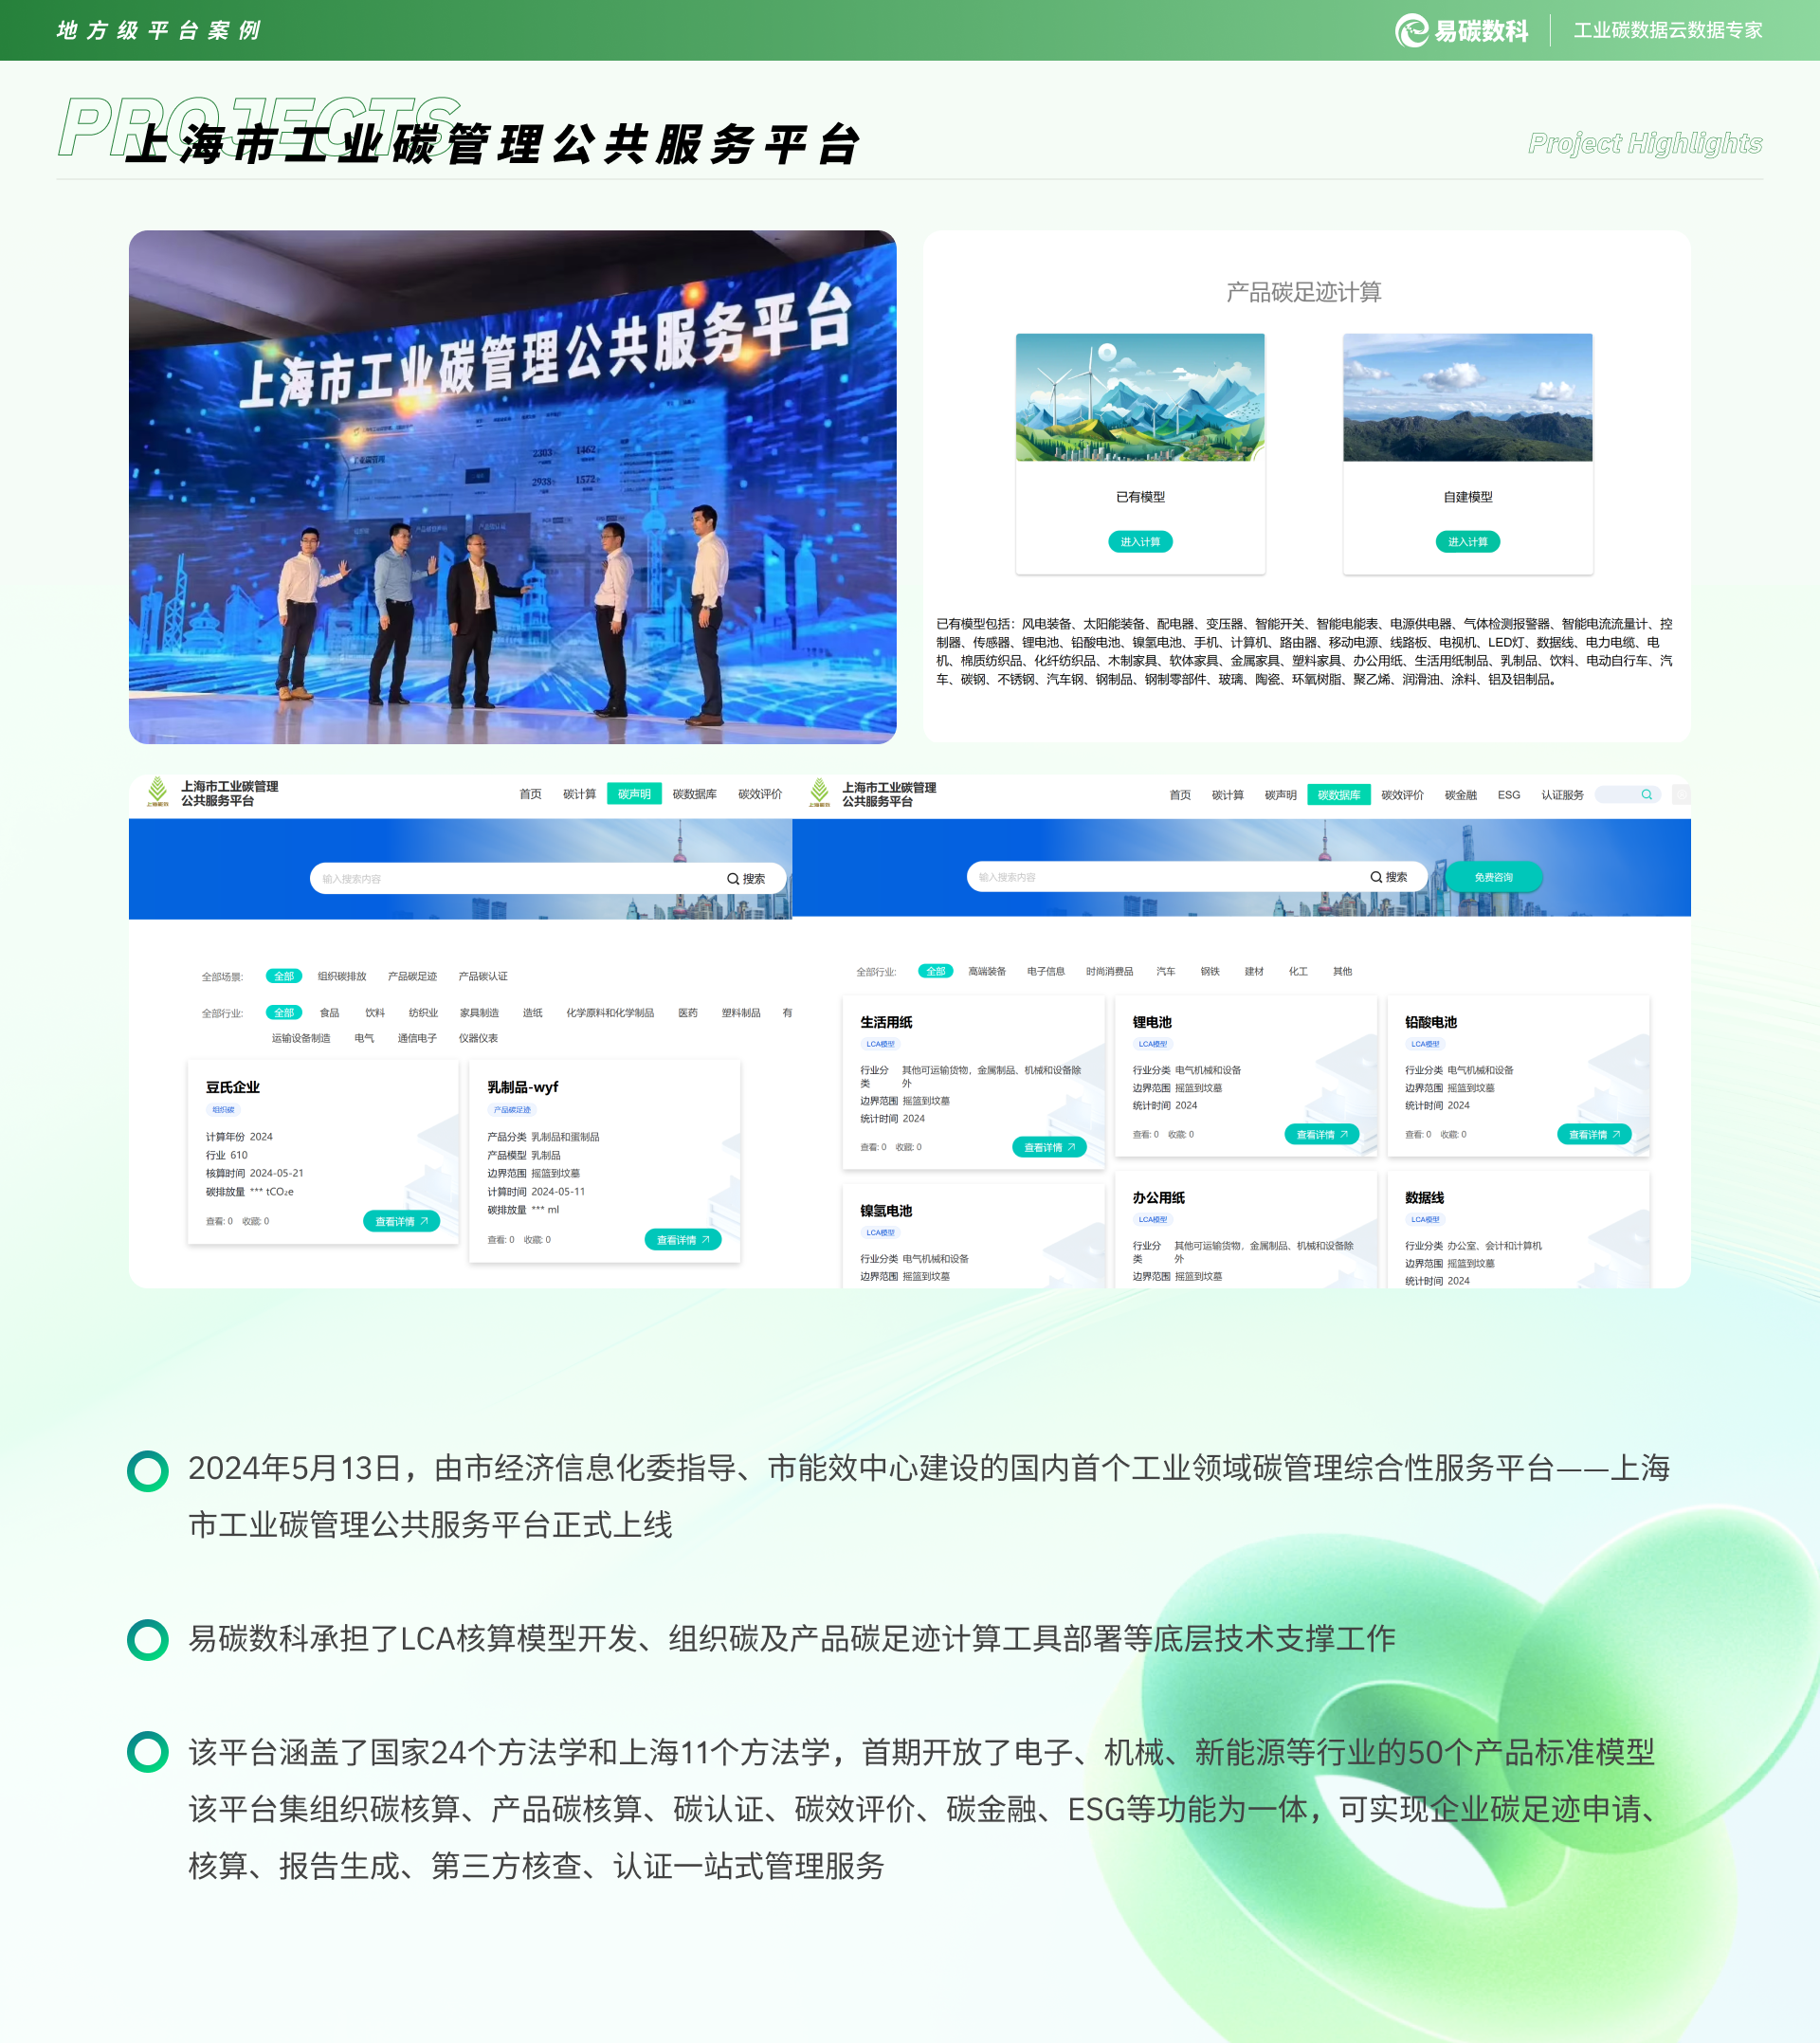 地方级平台案例
易碳数科
工业碳数据云数据专家
PROJECTS
上海市工业碳管理公共服务平台
Project Highlights
上海市工业碳管理公共服务平台
2303
1462
2938
1572
产品碳足迹计算
已有模型
自建模型
进入计算
进入计算
已有模型包括：风电装备、太阳能装备、配电器、变压器、智能开关、智能电能表、电源供电器、气体检测报警器、智能电流流量计、控
制器、传感器、锂电池、铅酸电池、镍氢电池、手机、计算机、路由器、移动电源、线路板、电视机、LED灯、数据线、电力电缆、电
机、棉质纺织品、化纤纺织品、木制家具、软体家具、金属家具、塑料家具、办公用纸、生活用纸制品、乳制品、饮料、电动自行车、汽
车、碳钢、不锈钢、汽车钢、钢制品、钢制零部件、玻璃、陶瓷、环氧树脂、聚乙烯、润滑油、涂料、铝及铝制品。
上海市工业碳管理
公共服务平台
首页 碳计算 碳声明 碳数据库 碳效评价
输入搜索内容
搜索
全部场景: 全部 组织碳排放 产品碳足迹 产品碳认证
全部行业: 全部 食品 饮料 纺织业 家具制造 造纸 化学原料和化学制品 医药 塑料制品 有
运输设备制造 电气 通信电子 仪器仪表
豆氏企业
组织碳
计算年份 2024
行业 610
核算时间 2024-05-21
碳排放量 *** tCO₂e
查看: 0 收藏: 0
查看详情
乳制品-wyf
产品碳足迹
产品分类 乳制品和蛋制品
产品模型 乳制品
边界范围 摇篮到坟墓
计算时间 2024-05-11
碳排放量 *** ml
查看: 0 收藏: 0
查看详情
上海市工业碳管理
公共服务平台
首页 碳计算 碳声明 碳数据库 碳效评价 碳金融 ESG 认证服务
输入搜索内容
搜索
免费咨询
全部行业: 全部 高端装备 电子信息 时尚消费品 汽车 钢铁 建材 化工 其他
生活用纸
LCA模型
行业分类 其他可运输货物，金属制品、机械和设备除外
边界范围 摇篮到坟墓
统计时间 2024
查看: 0 收藏: 0
查看详情
锂电池
LCA模型
行业分类 电气机械和设备
边界范围 摇篮到坟墓
统计时间 2024
查看: 0 收藏: 0
查看详情
铅酸电池
LCA模型
行业分类 电气机械和设备
边界范围 摇篮到坟墓
统计时间 2024
查看: 0 收藏: 0
查看详情
镍氢电池
LCA模型
行业分类 电气机械和设备
边界范围 摇篮到坟墓
办公用纸
LCA模型
行业分类 其他可运输货物，金属制品、机械和设备除外
边界范围 摇篮到坟墓
数据线
LCA模型
行业分类 办公室、会计和计算机
边界范围 摇篮到坟墓
统计时间 2024
2024年5月13日，由市经济信息化委指导、市能效中心建设的国内首个工业领域碳管理综合性服务平台——上海
市工业碳管理公共服务平台正式上线
易碳数科承担了LCA核算模型开发、组织碳及产品碳足迹计算工具部署等底层技术支撑工作
该平台涵盖了国家24个方法学和上海11个方法学，首期开放了电子、机械、新能源等行业的50个产品标准模型
该平台集组织碳核算、产品碳核算、碳认证、碳效评价、碳金融、ESG等功能为一体，可实现企业碳足迹申请、
核算、报告生成、第三方核查、认证一站式管理服务